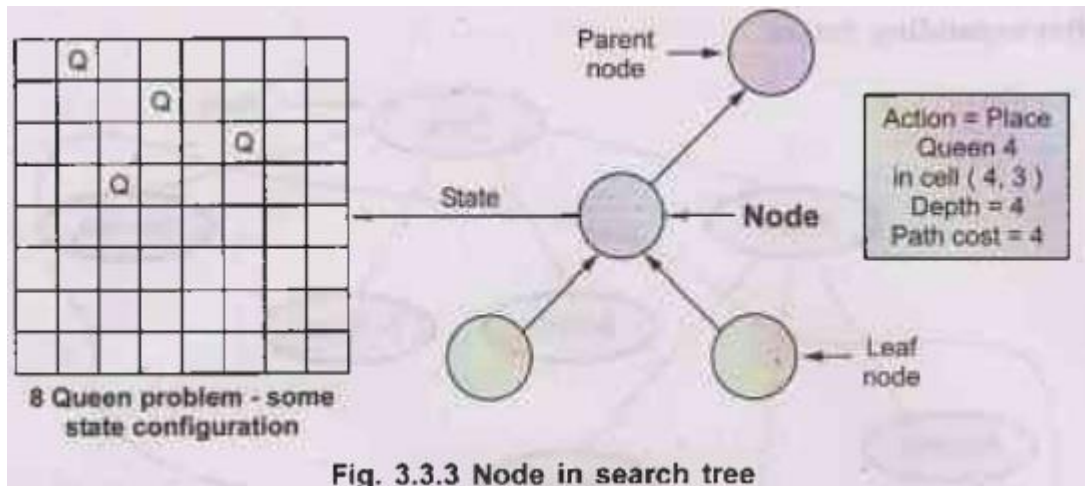 Q
Q
Q
Q
8 Queen problem - some
state configuration
Parent
node
State
Node
Leaf
node
Action = Place
Queen 4
in cell ( 4, 3 )
Depth = 4
Path cost = 4
Fig. 3.3.3 Node in search tree